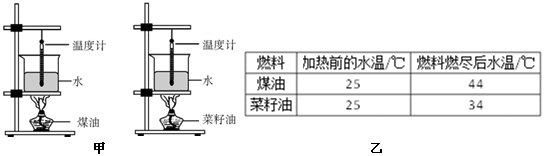 温度计
水
煤油
甲
温度计
水
菜籽油
燃料 加热前的水温/℃ 燃料燃尽后水温/℃
煤油 25 44
菜籽油 25 34
乙